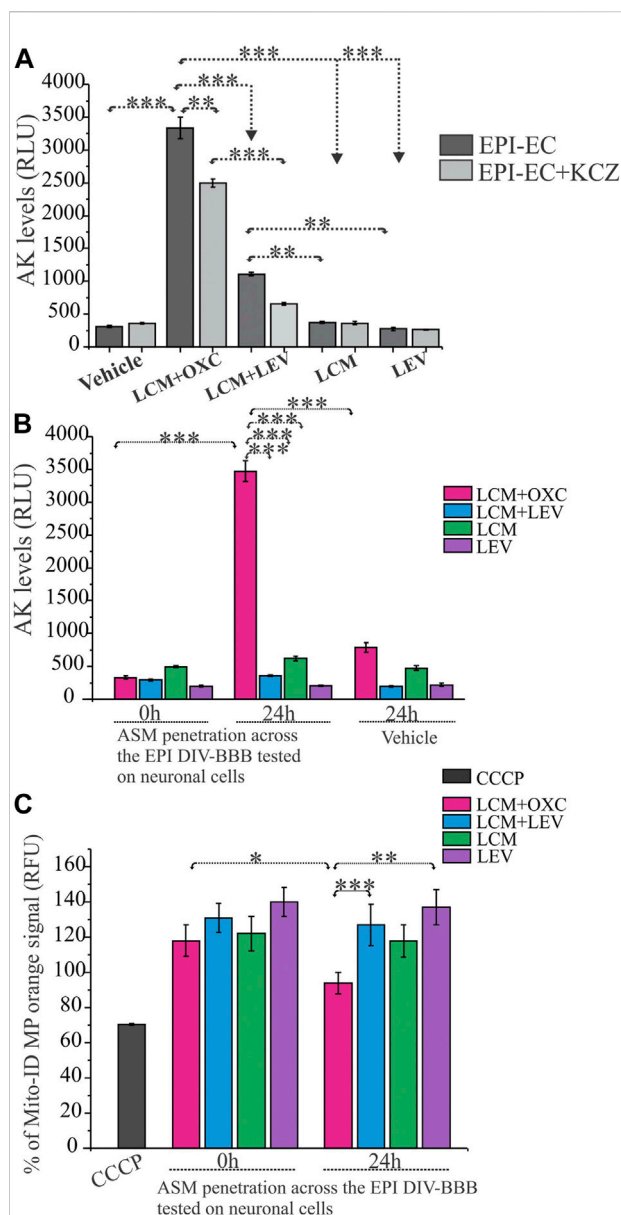 A
***
***
***
***
**
***
**
**
4000
3500
3000
2500
2000
1500
1000
500
0
AK levels (RLU)
EPI-EC
EPI-EC+KCZ
Vehicle
LCM+OXC
LCM+LEV
LCM
LEV
B
***
***
***
***
***
4000
3500
3000
2500
2000
1500
1000
500
0
AK levels (RLU)
LCM+OXC
LCM+LEV
LCM
LEV
0h
24h
24h
ASM penetration across
the EPI DIV-BBB tested
on neuronal cells
Vehicle
C
CCCP
LCM+OXC
LCM+LEV
LCM
LEV
*
**
***
160
140
120
100
80
60
40
20
0
% of Mito-ID MP orange signal (RFU)
CCCP
0h
24h
ASM penetration across the EPI DIV-BBB
tested on neuronal cells